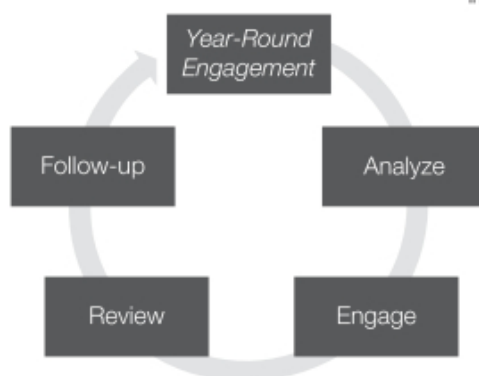 Year-Round
Engagement
Analyze
Engage
Review
Follow-up